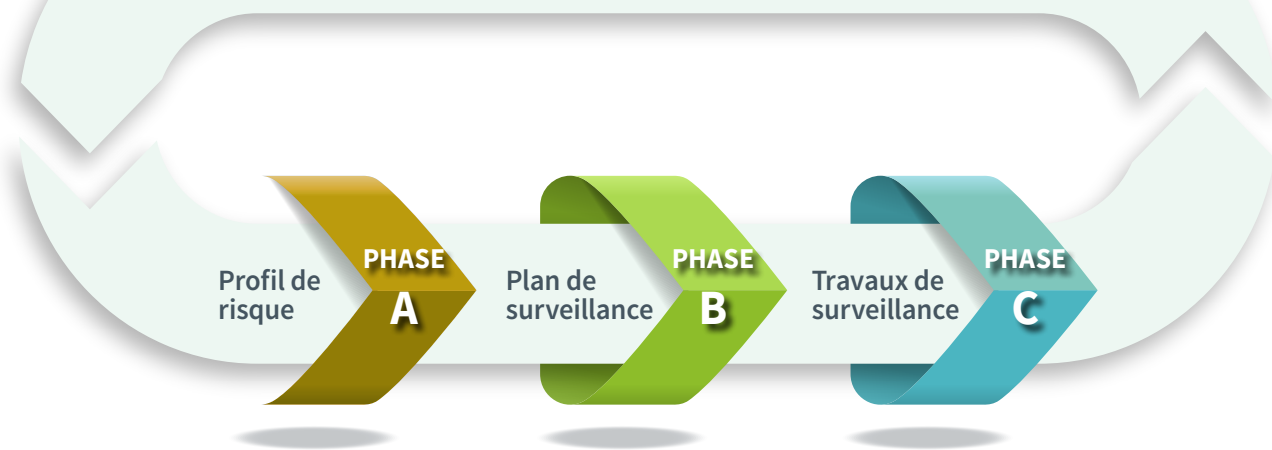 Profil de
risque
PHASE
A
Plan de
surveillance
PHASE
B
Travaux de
surveillance
PHASE
C